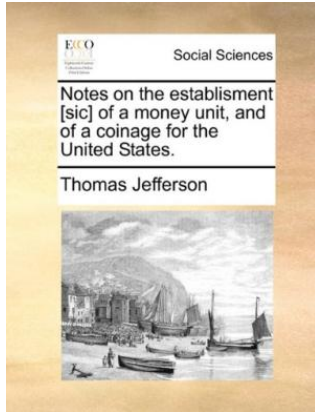 ECCO
Social Sciences
Notes on the establisment
[sic] of a money unit, and
of a coinage for the
United States.
Thomas Jefferson